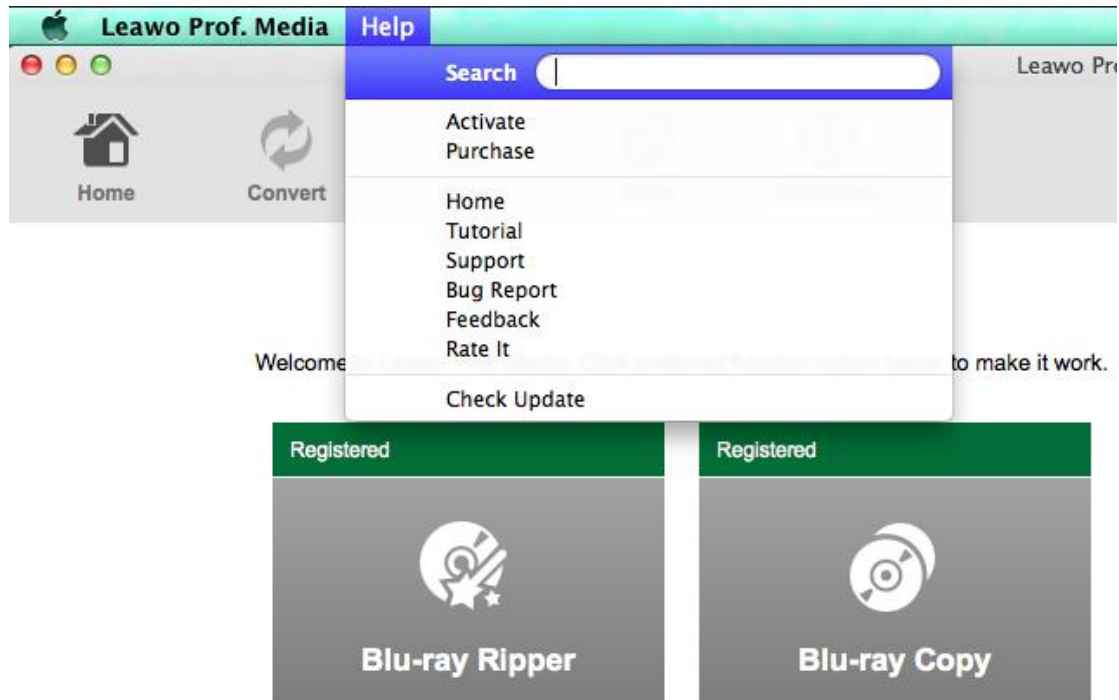 Leawo Prof. Media Help
Leawo Pr
Search
Activate
Purchase
Home Convert
Home
Tutorial
Support
Bug Report
Feedback
Rate It
Check Update
Welcome to make it work.
Registered Registered
Blu-ray Ripper Blu-ray Copy